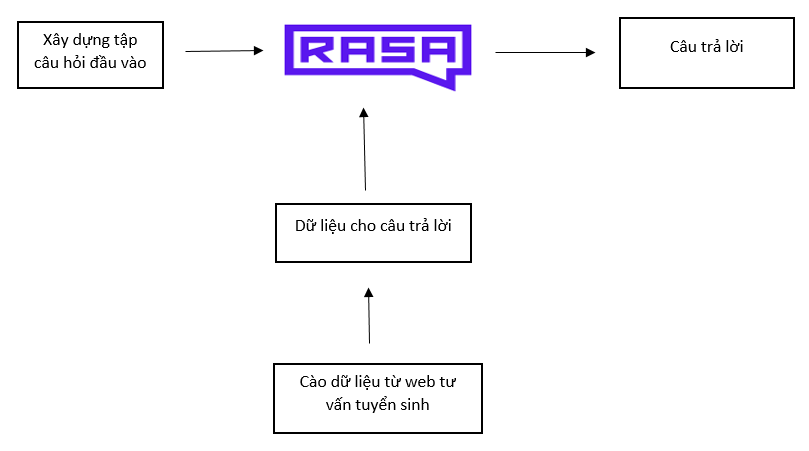 Xây dựng tập
câu hỏi đầu vào
RASA
Câu trả lời
Dữ liệu cho câu trả lời
Cào dữ liệu từ web tư
vấn tuyển sinh